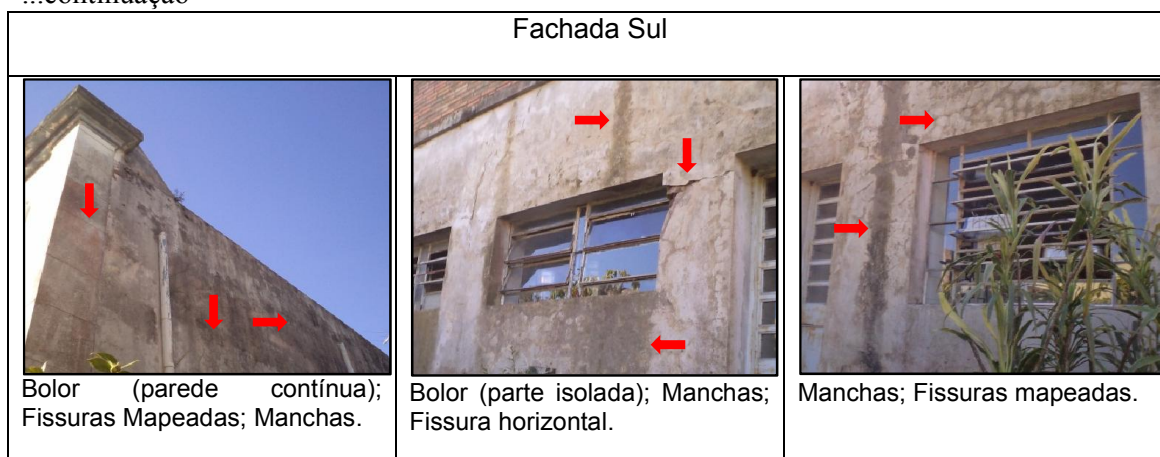 ...continuação
Fachada Sul
Bolor (parede contínua);
Fissuras Mapeadas; Manchas.
Bolor (parte isolada); Manchas;
Fissura horizontal.
Manchas; Fissuras mapeadas.